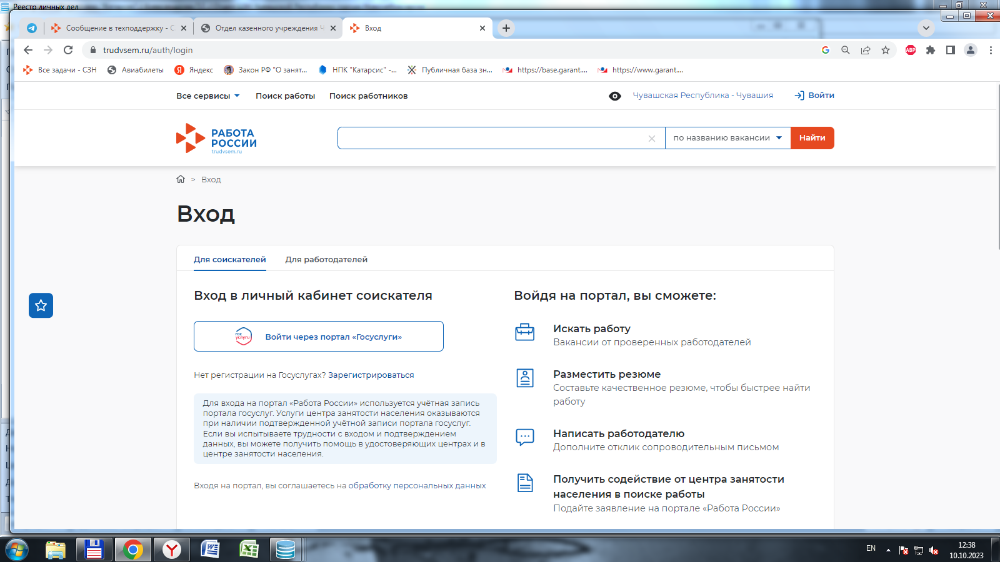 Реестр личных дел
Сообщение в техподдержку - С
Отдел казенного учреждения Ч
Вход
trudvsem.ru/auth/login
ABP
Все задачи - СЗН
Авиабилеты
Яндекс
Закон РФ "О занят...
НПК "Катарсис" -...
Публичная база зн...
https://base.garant....
https://www.garant....
Все сервисы
Поиск работы
Поиск работников
Чувашская Республика - Чувашия
Войти
РАБОТА
РОССИИ
trudvsem.ru
по названию вакансии
Найти
> Вход
Вход
Для соискателей
Для работодателей
Вход в личный кабинет соискателя
гос
услуги
Войти через портал «Госуслуги»
Нет регистрации на Госуслугах? Зарегистрироваться
Для входа на портал «Работа России» используется учётная запись
портала госуслуг. Услуги центра занятости населения оказываются
при наличии подтвержденной учётной записи портала госуслуг.
Если вы испытываете трудности с входом и подтверждением
данных, вы можете получить помощь в удостоверяющих центрах и в
центре занятости населения.
Входя на портал, вы соглашаетесь на обработку персональных данных
Войдя на портал, вы сможете:
Искать работу
Вакансии от проверенных работодателей
Разместить резюме
Составьте качественное резюме, чтобы быстрее найти
работу
Написать работодателю
Дополните отклик сопроводительным письмом
Получить содействие от центра занятости
населения в поиске работы
Подайте заявление на портале «Работа России»
EN
12:38
10.10.2023